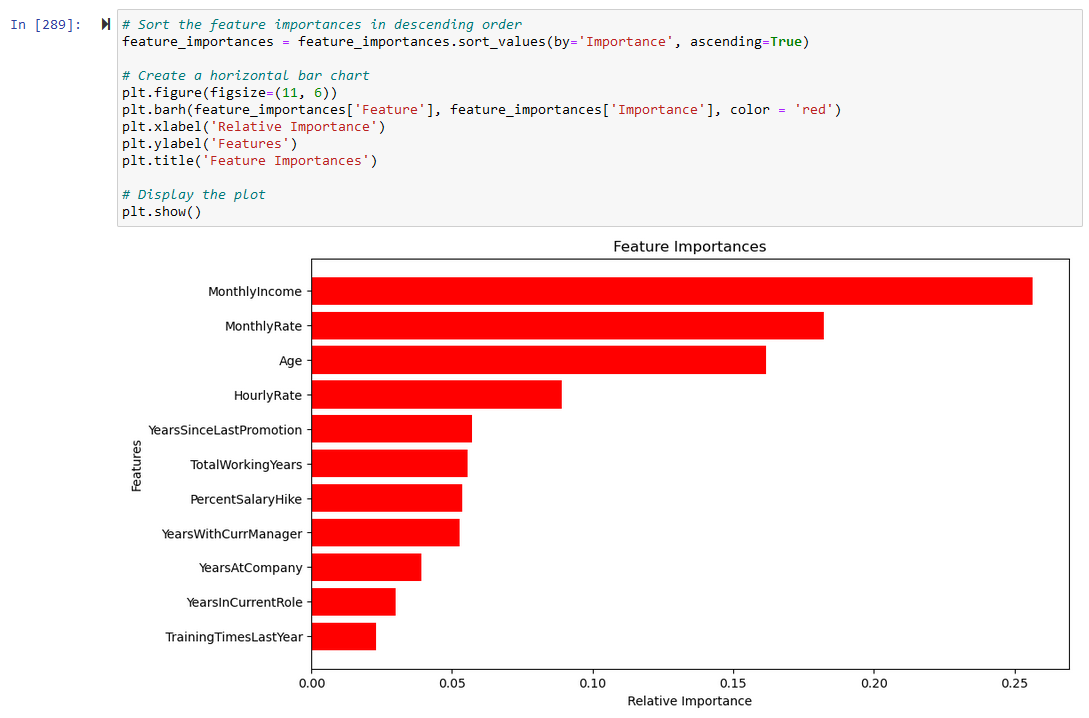 In [289]:
# Sort the feature importances in descending order
feature_importances = feature_importances.sort_values(by='Importance', ascending=True)
# Create a horizontal bar chart
plt.figure(figsize=(11, 6))
plt.barh(feature_importances['Feature'], feature_importances['Importance'], color = 'red')
plt.xlabel('Relative Importance')
plt.ylabel('Features')
plt.title('Feature Importances')
# Display the plot
plt.show()
Feature Importances
Features
MonthlyIncome
MonthlyRate
Age
HourlyRate
YearsSinceLastPromotion
TotalWorkingYears
PercentSalaryHike
YearsWithCurrManager
YearsAtCompany
YearsInCurrentRole
TrainingTimesLastYear
0.00 0.05 0.10 0.15 0.20 0.25
Relative Importance